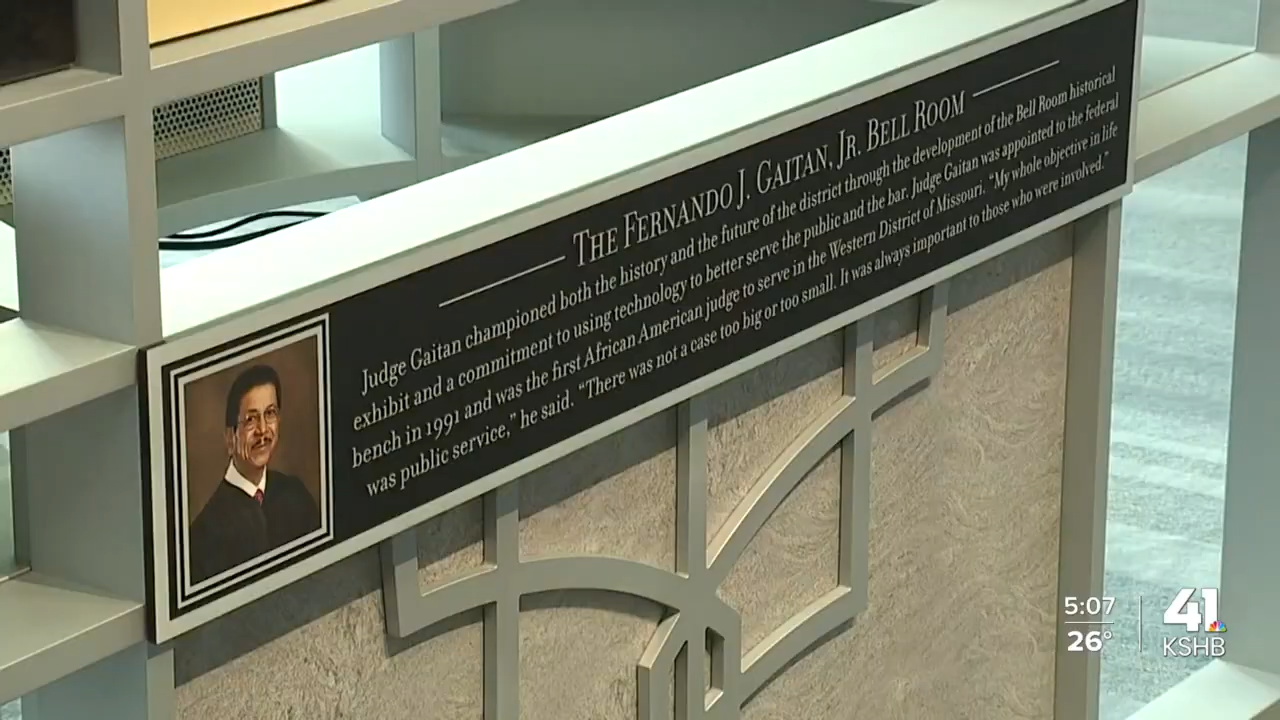 THE FERNANDO J. GAITAN, JR. BELL ROOM
Judge Gaitan championed both the history and the future of the district through the development of the Bell Room historical
exhibit and a commitment to using technology to better serve the public and the bar. Judge Gaitan was appointed to the federal
bench in 1991 and was the first African American judge to serve in the Western District of Missouri. “My whole objective in life
was public service,” he said. “There was not a case too big or too small. It was always important to those who were involved.”
5:07
26°
41
KSHB